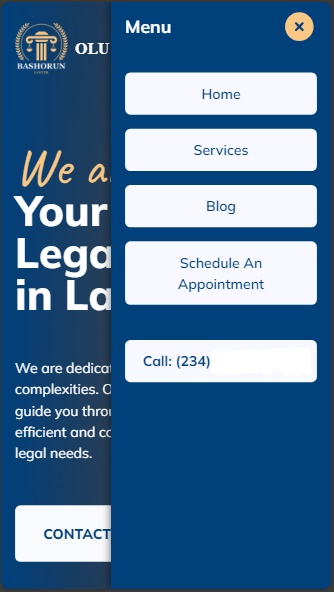 BASHORUN
LAWYER
OLU
Menu
Home
Services
Blog
Schedule An
Appointment
Call: (234)
We a
Your
Lega
in La
We are dedicat
complexities. O
guide you throu
efficient and co
legal needs.
CONTACT